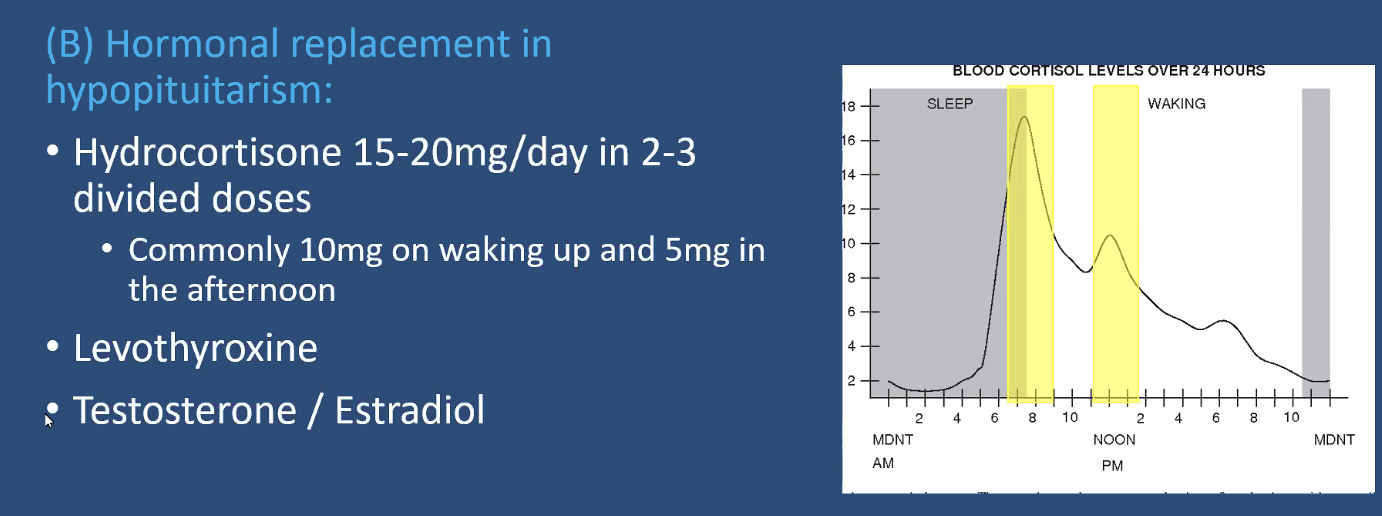 (B) Hormonal replacement in
hypopituitarism:
• Hydrocortisone 15-20mg/day in 2-3
divided doses
• Commonly 10mg on waking up and 5mg in
the afternoon
• Levothyroxine
• Testosterone / Estradiol
BLOOD CORTISOL LEVELS OVER 24 HOURS
SLEEP WAKING
18
16
14
12
10
8
6
4
2
2 4 6 8 10 2 4 6 8 10
MDNT NOON MDNT
AM PM